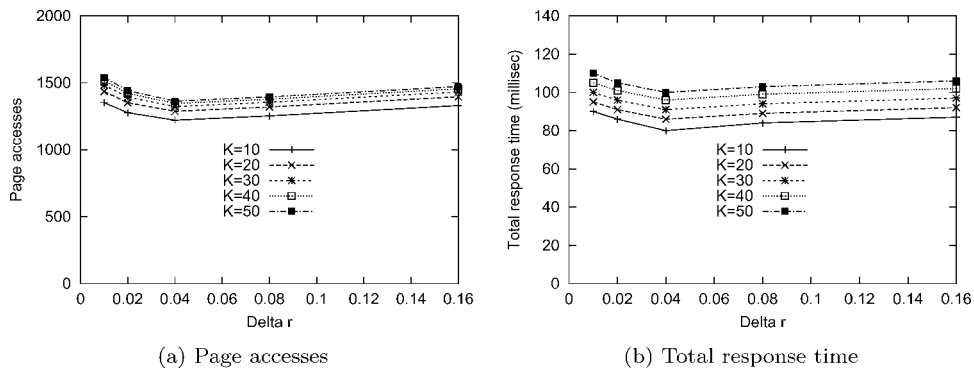 2000
1500
1000
500
0
Page accesses
K=10
K=20
K=30
K=40
K=50
0 0.02 0.04 0.06 0.08 0.1 0.12 0.14 0.16
Delta r
(a) Page accesses
140
120
100
80
60
40
20
0
Total response time (millisec)
K=10
K=20
K=30
K=40
K=50
0 0.02 0.04 0.06 0.08 0.1 0.12 0.14 0.16
Delta r
(b) Total response time